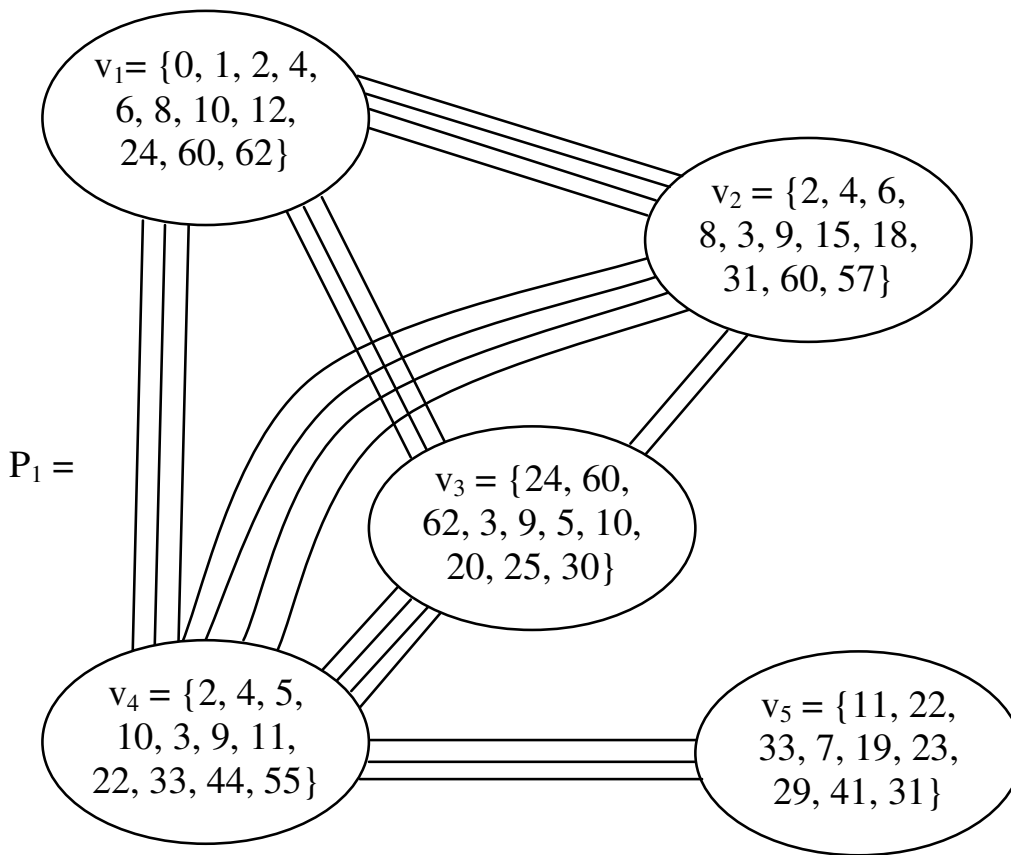 v₁= {0, 1, 2, 4,
6, 8, 10, 12,
24, 60, 62}
v₂ = {2, 4, 6,
8, 3, 9, 15, 18,
31, 60, 57}
P₁ =
v₃ = {24, 60,
62, 3, 9, 5, 10,
20, 25, 30}
v₄ = {2, 4, 5,
10, 3, 9, 11,
22, 33, 44, 55}
v₅ = {11, 22,
33, 7, 19, 23,
29, 41, 31}